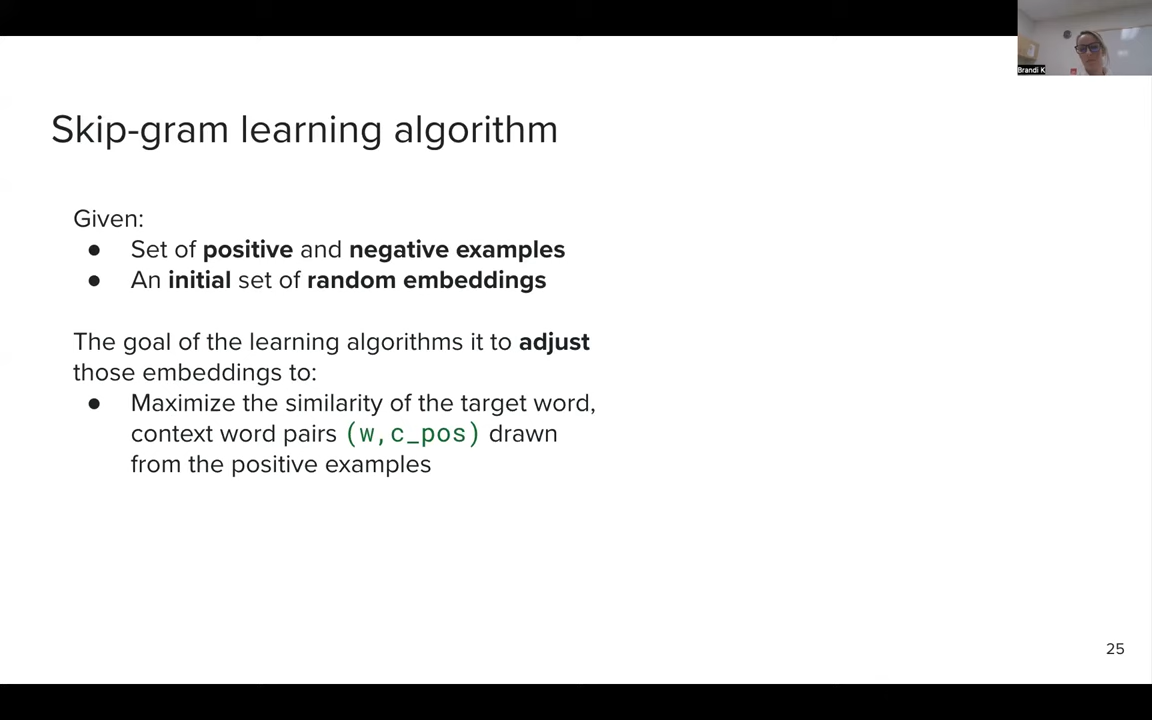 Brandi K
Skip-gram learning algorithm
Given:
● Set of positive and negative examples
● An initial set of random embeddings
The goal of the learning algorithms it to adjust
those embeddings to:
● Maximize the similarity of the target word,
context word pairs (w,c_pos) drawn
from the positive examples
25